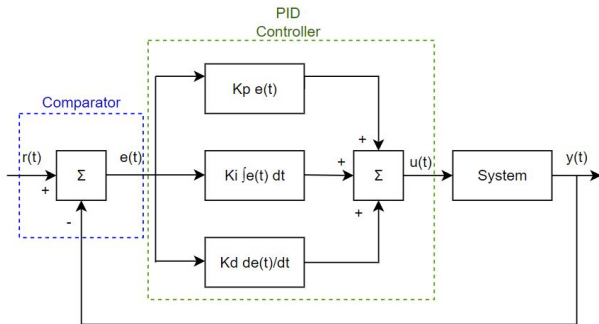 PID
Controller
Comparator
Kp e(t)
+
r(t)
e(t)
+
u(t)
y(t)
Σ
Ki ∫e(t) dt
Σ
System
+
-
+
Kd de(t)/dt